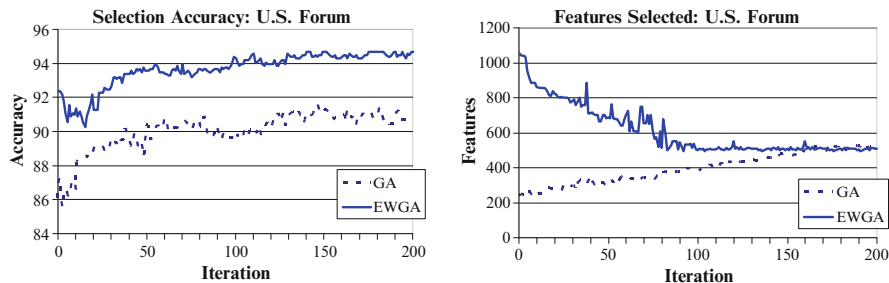 Selection Accuracy: U.S. Forum
96
94
92
90
88
86
84
Accuracy
0
50
100
150
200
Iteration
GA
EWGA
Features Selected: U.S. Forum
1200
1000
800
600
400
200
0
Features
0
50
100
150
200
Iteration
GA
EWGA